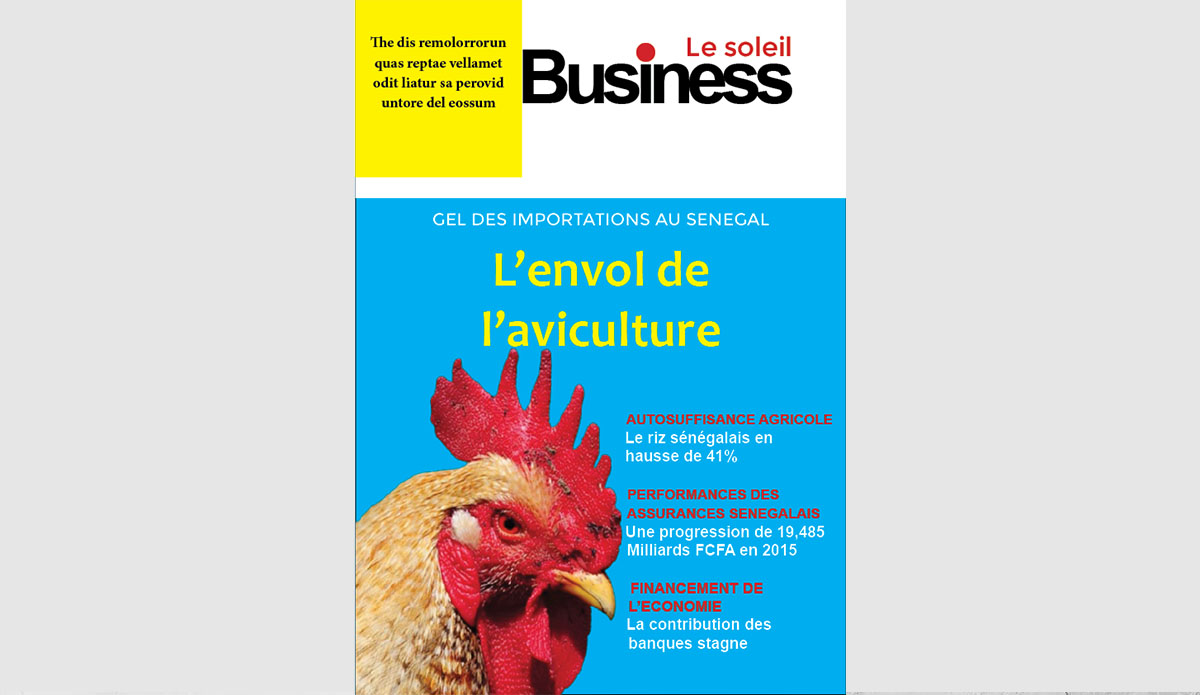 The dis remolorrorun
quas reptae vellamet
odit liatur sa perovid
untore del eossum
Le soleil
Business
GEL DES IMPORTATIONS AU SENEGAL
L’envol de
l’aviculture
AUTOSUFFISANCE AGRICOLE
Le riz sénégalais en
hausse de 41%
PERFORMANCES DES
ASSURANCES SENEGALAIS
Une progression de 19,485
Milliards FCFA en 2015
FINANCEMENT DE
L’ECONOMIE
La contribution des
banques stagne